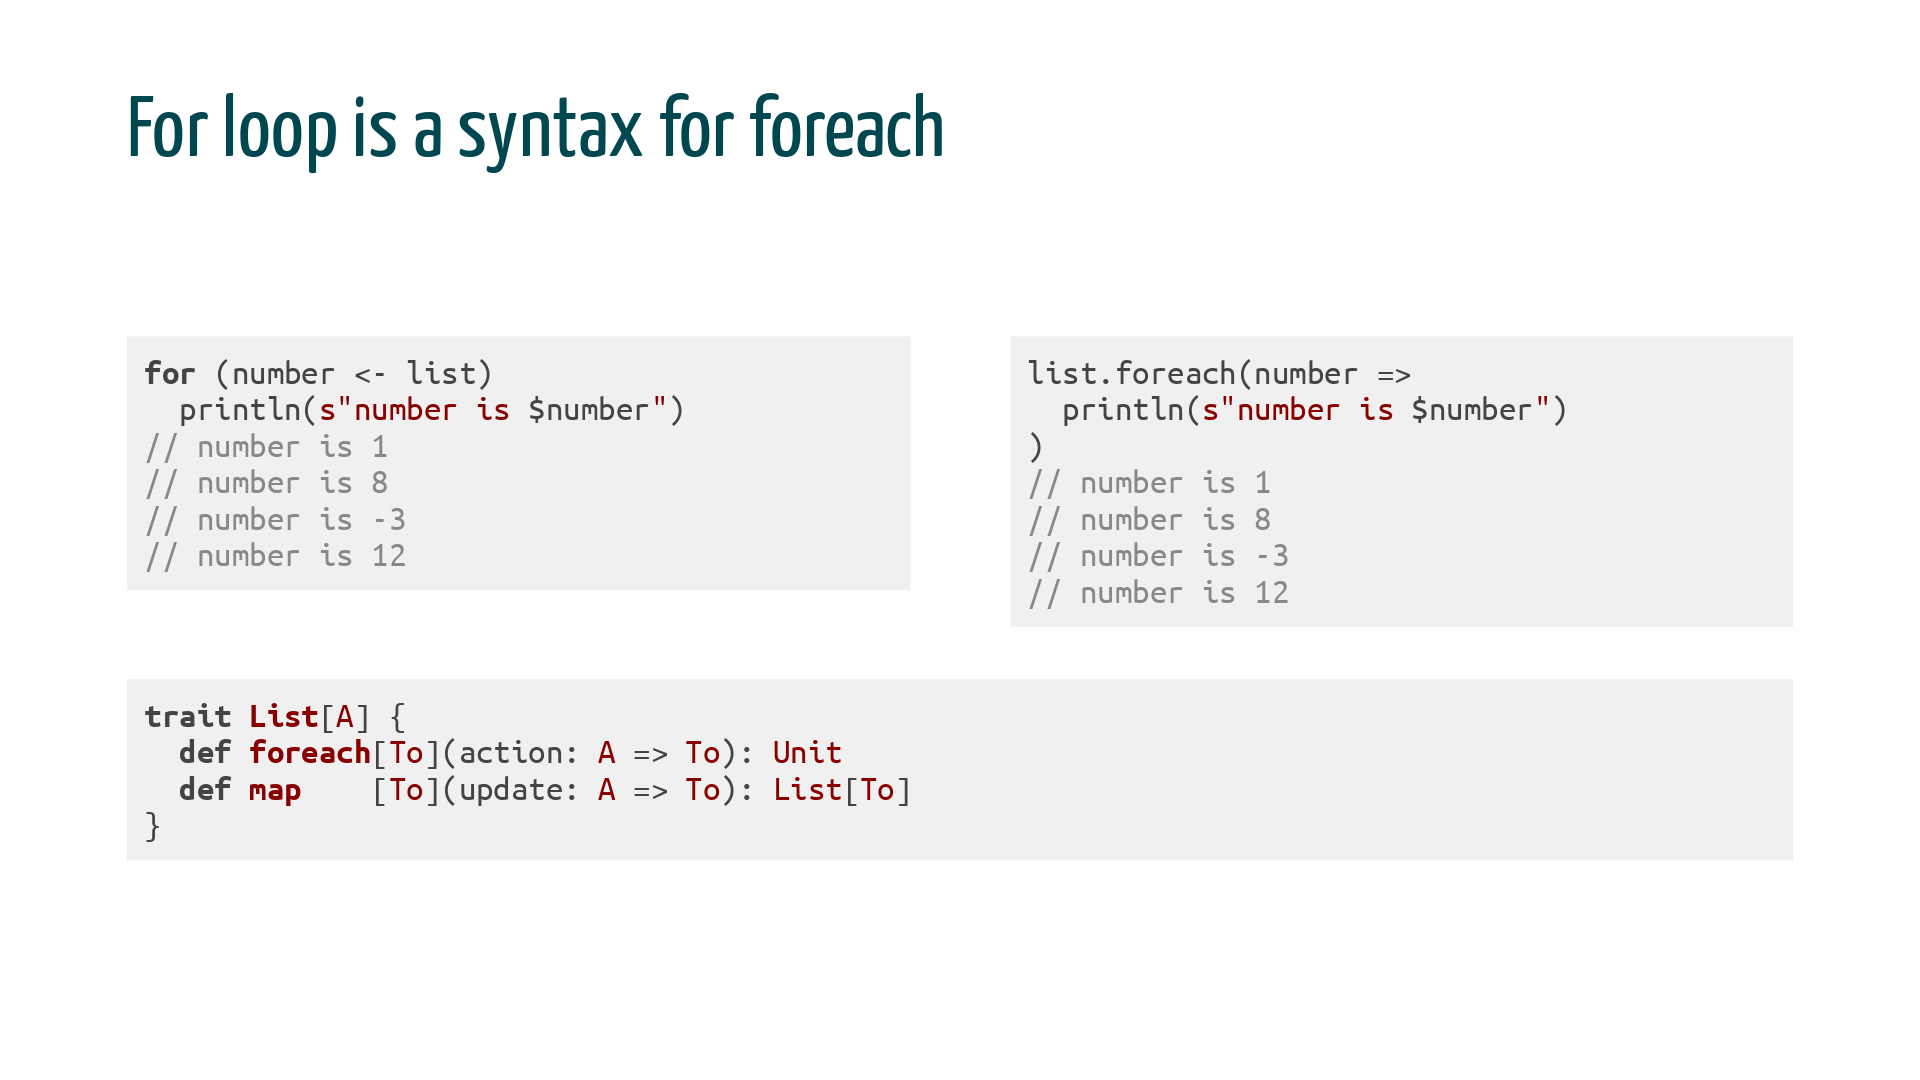 For loop is a syntax for foreach
for (number <- list)
  println(s"number is $number")
// number is 1
// number is 8
// number is -3
// number is 12
list.foreach(number =>
  println(s"number is $number")
)
// number is 1
// number is 8
// number is -3
// number is 12
trait List[A] {
  def foreach[To](action: A => To): Unit
  def map    [To](update: A => To): List[To]
}